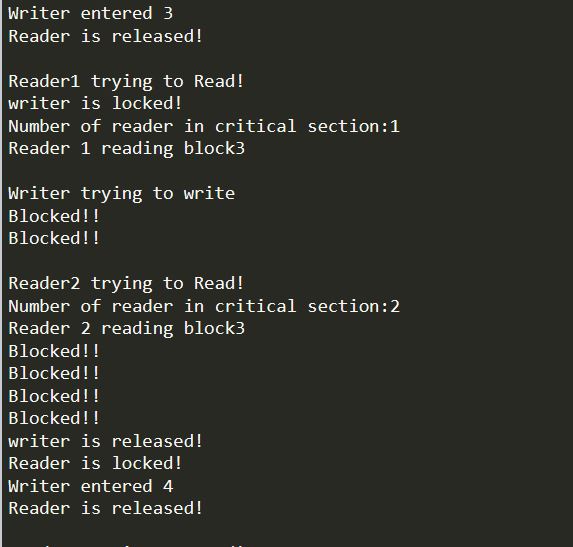 Writer entered 3
Reader is released!
Reader1 trying to Read!
writer is locked!
Number of reader in critical section:1
Reader 1 reading block3
Writer trying to write
Blocked!!
Blocked!!
Reader2 trying to Read!
Number of reader in critical section:2
Reader 2 reading block3
Blocked!!
Blocked!!
Blocked!!
Blocked!!
writer is released!
Reader is locked!
Writer entered 4
Reader is released!